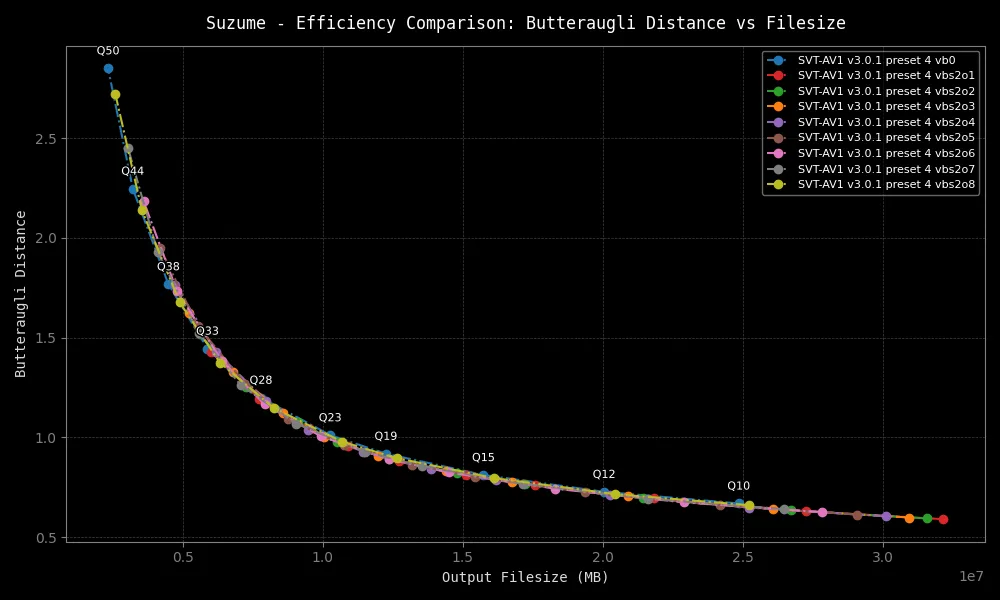 Suzume - Efficiency Comparison: Butteraugli Distance vs Filesize
Q50
SVT-AV1 v3.0.1 preset 4 vb0
SVT-AV1 v3.0.1 preset 4 vbs2o1
SVT-AV1 v3.0.1 preset 4 vbs2o2
SVT-AV1 v3.0.1 preset 4 vbs2o3
SVT-AV1 v3.0.1 preset 4 vbs2o4
SVT-AV1 v3.0.1 preset 4 vbs2o5
SVT-AV1 v3.0.1 preset 4 vbs2o6
SVT-AV1 v3.0.1 preset 4 vbs2o7
SVT-AV1 v3.0.1 preset 4 vbs2o8
2.5
Q44
2.0
Q38
Butteraugli Distance
1.5
Q33
Q28
Q23
1.0
Q19
Q15
Q12
Q10
0.5
0.5
1.0
1.5
2.0
2.5
3.0
1e7
Output Filesize (MB)